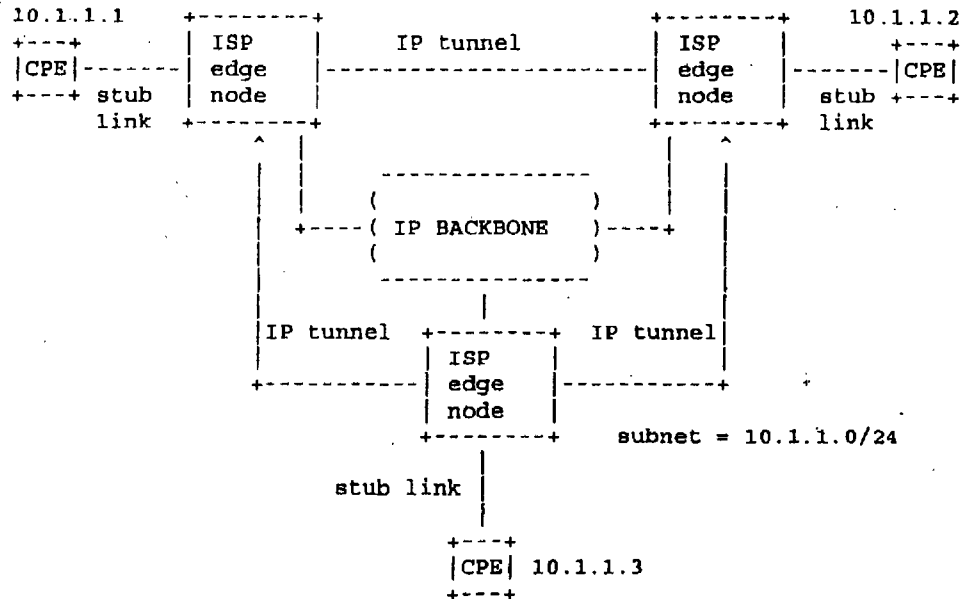 10.1.1.1 10.1.1.2
ISP IP tunnel ISP
CPE edge edge CPE
stub node node stub
link link
IP BACKBONE
IP tunnel IP tunnel
ISP
edge
node
subnet = 10.1.1.0/24
stub link
CPE 10.1.1.3